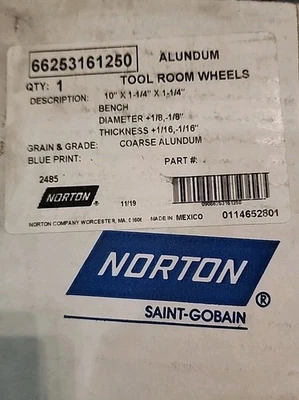 66253161250 ALUNDUM
QTY: 1 TOOL ROOM WHEELS
DESCRIPTION: 10" X 1-1/4" X 1-1/4"
BENCH
DIAMETER +1/8,-1/8"
THICKNESS +1/16,-1/16"
GRAIN & GRADE: COARSE ALUNDUM
BLUE PRINT: PART #:
2485
NORTON 11/19
NORTON COMPANY WORCESTER, MA. MADE IN MEXICO 0114652801
NORTON
SAINT-GOBAIN ®